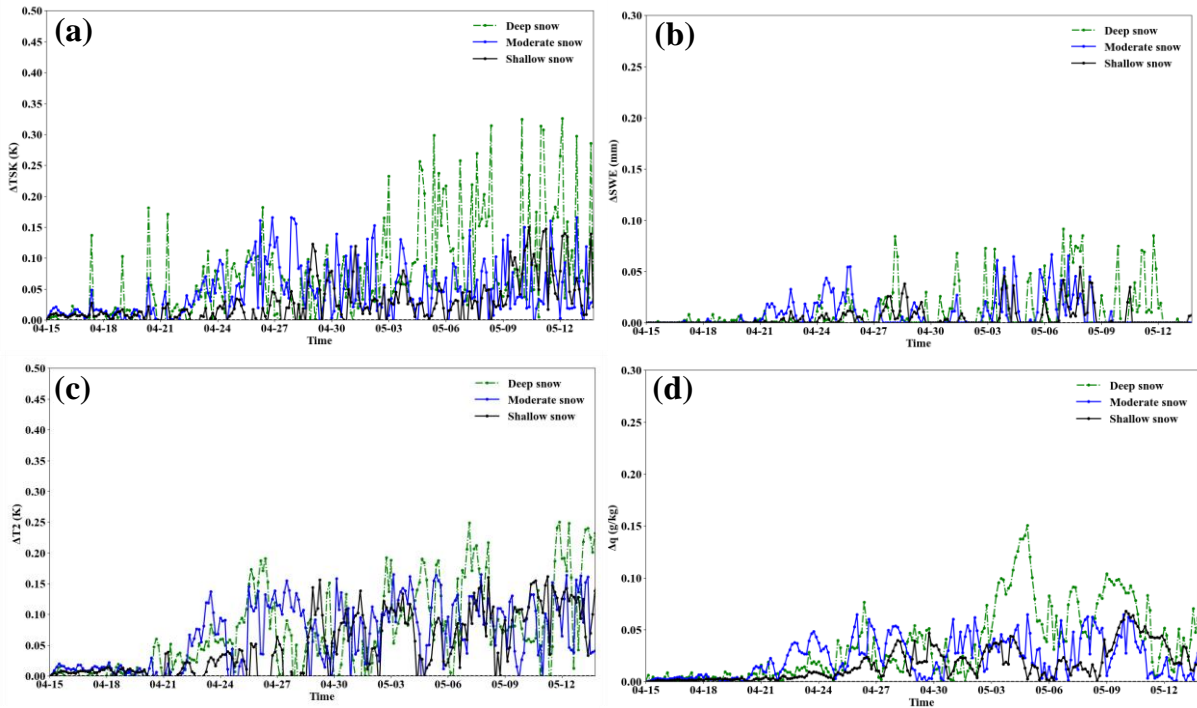 (a)
Deep snow
Moderate snow
Shallow snow
0.50
0.45
0.40
0.35
0.30
0.25
0.20
0.15
0.10
0.05
0.00
ΔTSK (K)
04-15 04-18 04-21 04-24 04-27 04-30 05-03 05-06 05-09 05-12
Time
(b)
Deep snow
Moderate snow
Shallow snow
0.30
0.25
0.20
0.15
0.10
0.05
0.00
ΔSWE (mm)
04-15 04-18 04-21 04-24 04-27 04-30 05-03 05-06 05-09 05-12
Time
(c)
Deep snow
Moderate snow
Shallow snow
0.50
0.45
0.40
0.35
0.30
0.25
0.20
0.15
0.10
0.05
0.00
ΔT2 (K)
04-15 04-18 04-21 04-24 04-27 04-30 05-03 05-06 05-09 05-12
Time
(d)
Deep snow
Moderate snow
Shallow snow
0.30
0.25
0.20
0.15
0.10
0.05
0.00
Δq (g/kg)
04-15 04-18 04-21 04-24 04-27 04-30 05-03 05-06 05-09 05-12
Time